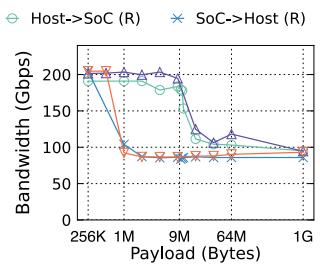 Host->SoC (R) SoC->Host (R)
Bandwidth (Gbps)
200
150
100
50
0
256K 1M 9M 64M 1G
Payload (Bytes)